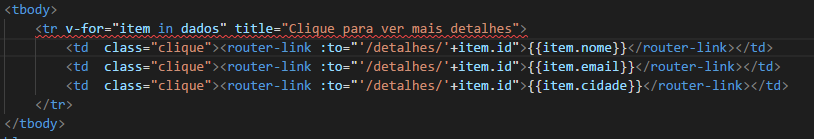 <tbody>
<tr v-for="item in dados" title="Clique para ver mais detalhes">
<td  class="clique"><router-link :to="'/detalhes/'+item.id">{{item.nome}}</router-link></td>
<td  class="clique"><router-link :to="'/detalhes/'+item.id">{{item.email}}</router-link></td>
<td  class="clique"><router-link :to="'/detalhes/'+item.id">{{item.cidade}}</router-link></td>
</tr>
</tbody>